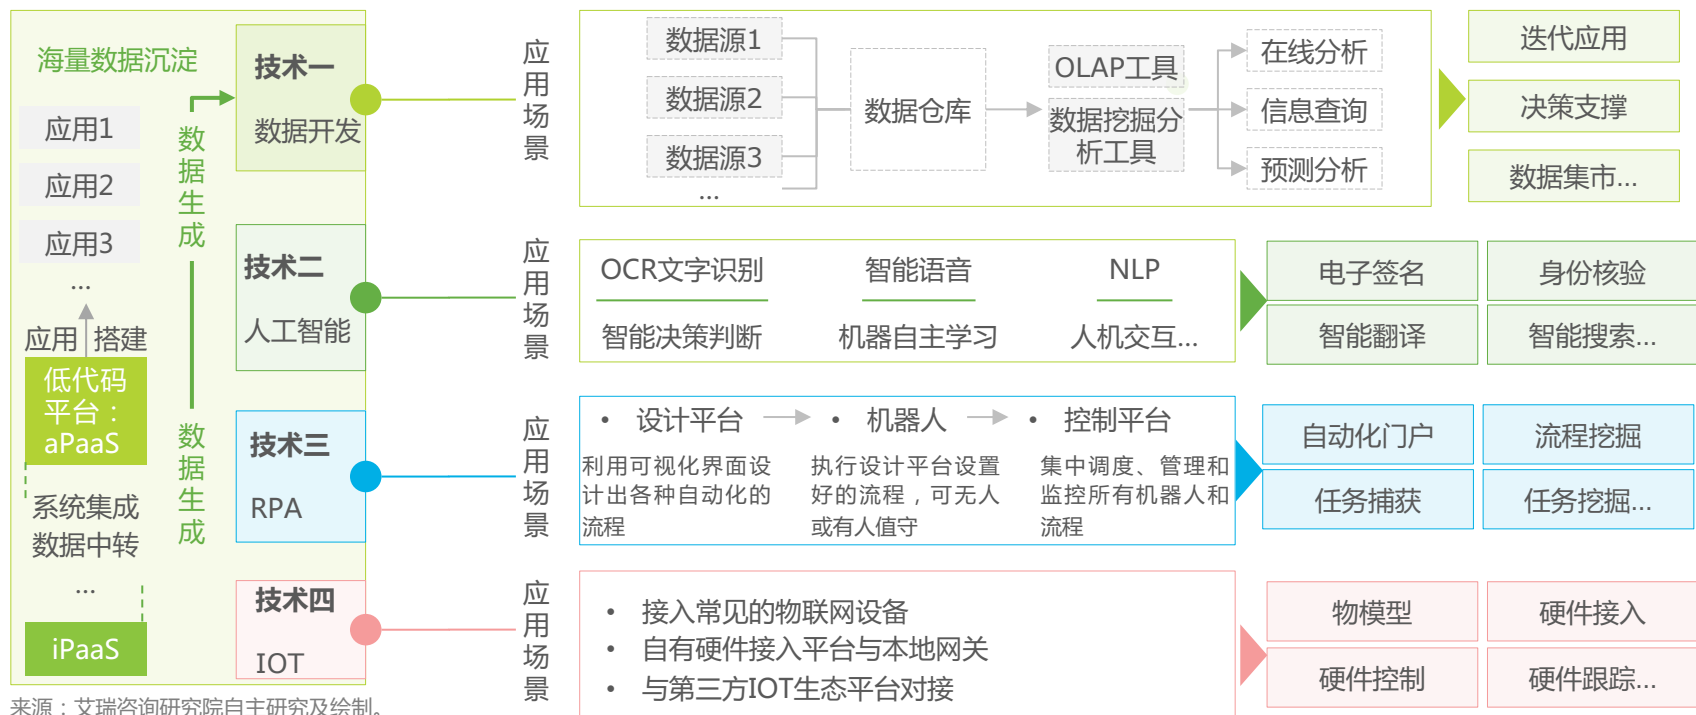 海量数据沉淀
应用1
应用2
应用3
...
应用 搭建
低代码
平台：
aPaaS
系统集成
数据中转
...
iPaaS
数据生成
数据生成
技术一
数据开发
应用场景
数据源1
数据源2
数据源3
...
数据仓库
OLAP工具
数据挖掘分
析工具
在线分析
信息查询
预测分析
迭代应用
决策支撑
数据集市...
技术二
人工智能
应用场景
OCR文字识别
智能语音
NLP
智能决策判断
机器自主学习
人机交互...
电子签名
身份核验
智能翻译
智能搜索...
技术三
RPA
应用场景
• 设计平台
利用可视化界面设
计出各种自动化的
流程
• 机器人
执行设计平台设置
好的流程，可无人
或有人值守
• 控制平台
集中调度、管理和
监控所有机器人和
流程
自动化门户
流程挖掘
任务捕获
任务挖掘...
技术四
IOT
应用场景
• 接入常见的物联网设备
• 自有硬件接入平台与本地网关
• 与第三方IOT生态平台对接
物模型
硬件接入
硬件控制
硬件跟踪...
来源：艾瑞咨询研究院自主研究及绘制。